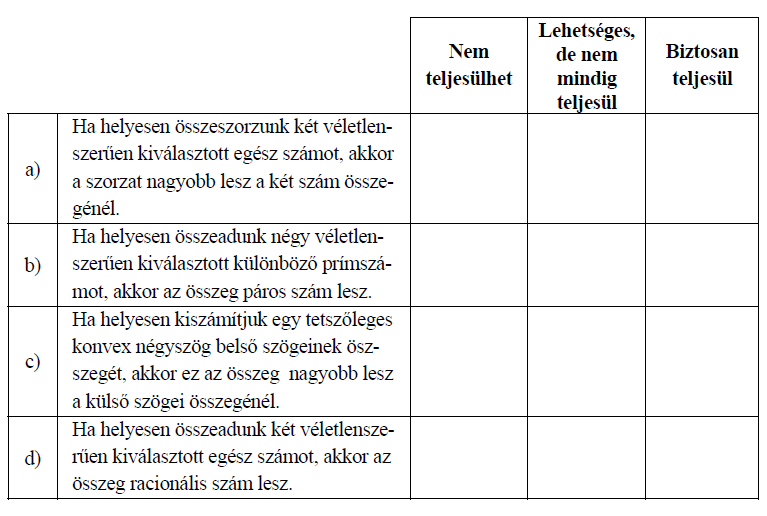 Nem
teljesülhet
Lehetséges,
de nem
mindig
teljesül
Biztosan
teljesül
a)
Ha helyesen összeszorzunk két véletlen-
szerűen kiválasztott egész számot, akkor
a szorzat nagyobb lesz a két szám össze-
génél.
b)
Ha helyesen összeadunk négy véletlen-
szerűen kiválasztott különböző prímszá-
mot, akkor az összeg páros szám lesz.
c)
Ha helyesen kiszámítjuk egy tetszőleges
konvex négyszög belső szögeinek ösz-
szegét, akkor ez az összeg nagyobb lesz
a külső szögei összegénél.
d)
Ha helyesen összeadunk két véletlensze-
rűen kiválasztott egész számot, akkor az
összeg racionális szám lesz.